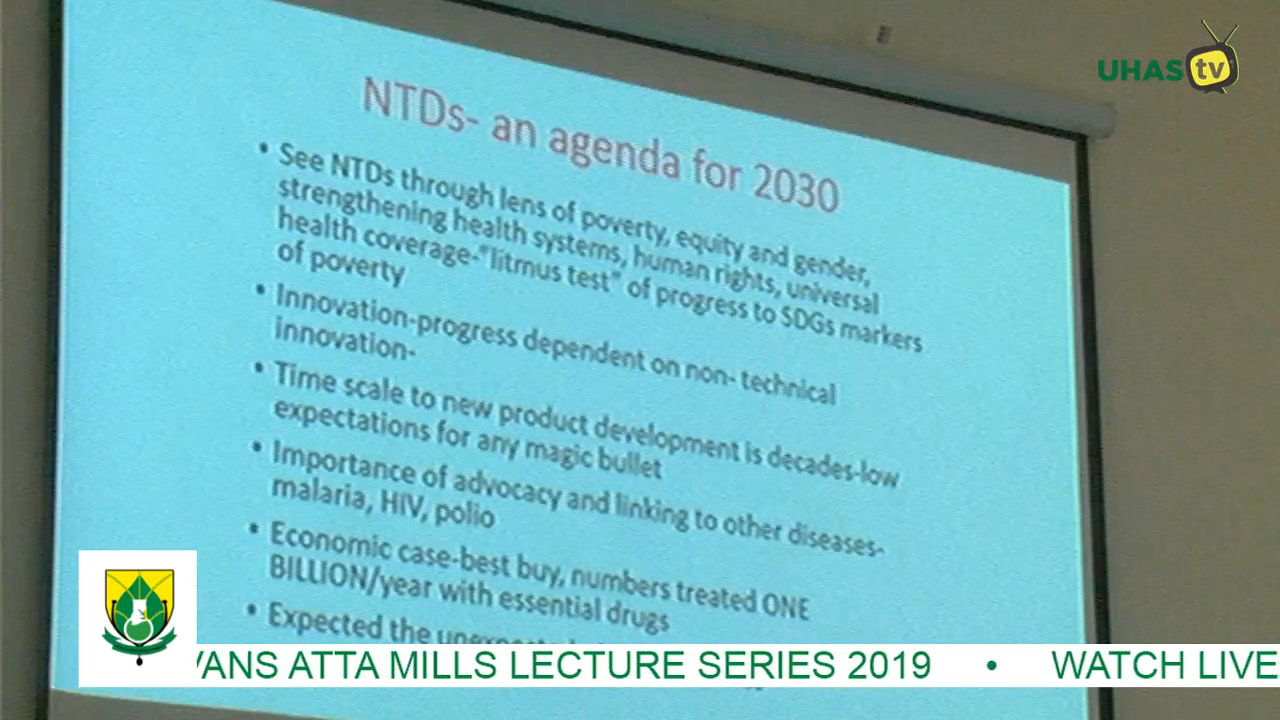 UHAS tv
NTDs- an agenda for 2030
• See NTDs through lens of poverty, equity and gender,
strengthening health systems, human rights, universal
health coverage-"litmus test" of progress to SDGs markers
of poverty
• Innovation-progress dependent on non- technical
innovation-
• Time scale to new product development is decades-low
expectations for any magic bullet
• Importance of advocacy and linking to other diseases-
malaria, HIV, polio
• Economic case-best buy, numbers treated ONE
BILLION/year with essential drugs
• Expected the
VANS ATTA MILLS LECTURE SERIES 2019 • WATCH LIVE